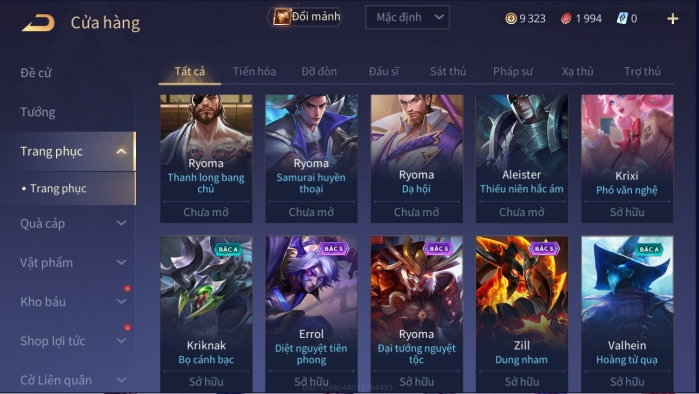 Cửa hàng
Đổi mảnh
Mặc định
9 323
1 994
0
+
Đề cử
Tướng
Trang phục
Trang phục
Quà cáp
Vật phẩm
Kho báu
Shop lợi tức
Cờ Liên quân
Tất cả
Tiến hóa
Đỡ đòn
Đấu sĩ
Sát thủ
Pháp sư
Xạ thủ
Trợ thủ
Ryoma
Thanh long bang
chủ
Chưa mở
Ryoma
Samurai huyền
thoại
Chưa mở
Ryoma
Dạ hội
Chưa mở
Aleister
Thiếu niên hắc ám
Chưa mở
Krixi
Phó văn nghệ
Sở hữu
BẬC A
Kriknak
Bọ cánh bạc
Sở hữu
BẬC S
Errol
Diệt nguyệt tiên
phong
Sở hữu
BẬC S
Ryoma
Đại tướng nguyệt
tộc
Sở hữu
BẬC S
Zill
Dung nham
Sở hữu
BẬC A
Valhein
Hoàng tử quạ
Sở hữu